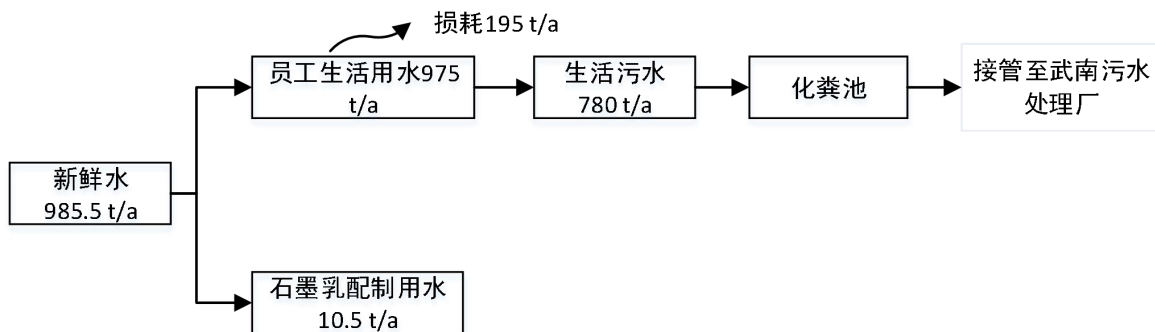 损耗195 t/a
员工生活用水975
t/a
生活污水
780 t/a
化粪池
接管至武南污水
处理厂
新鲜水
985.5 t/a
石墨乳配制用水
10.5 t/a